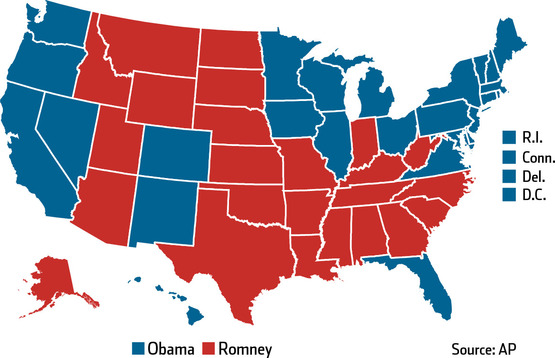 R.I.
Conn.
Del.
D.C.
Obama Romney
Source: AP